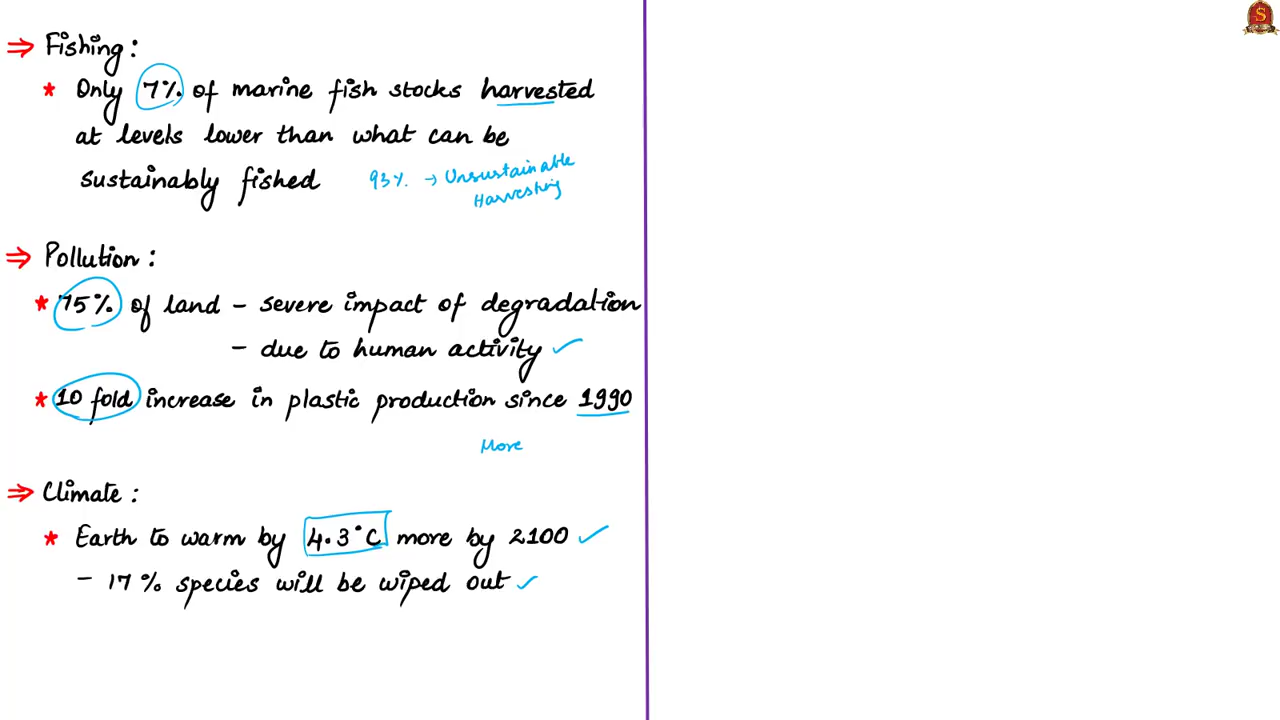 ⇒ Fishing :
* Only 7% of marine fish stocks harvested
at levels lower than what can be
sustainably fished
93% → Unsustainable
Harvesting
⇒ Pollution :
* 75% of land - severe impact of degradation
- due to human activity ✓
* 10 fold increase in plastic production since 1990
More
⇒ Climate :
* Earth to warm by 4.3°C more by 2100 ✓
- 17% species will be wiped out ✓
S